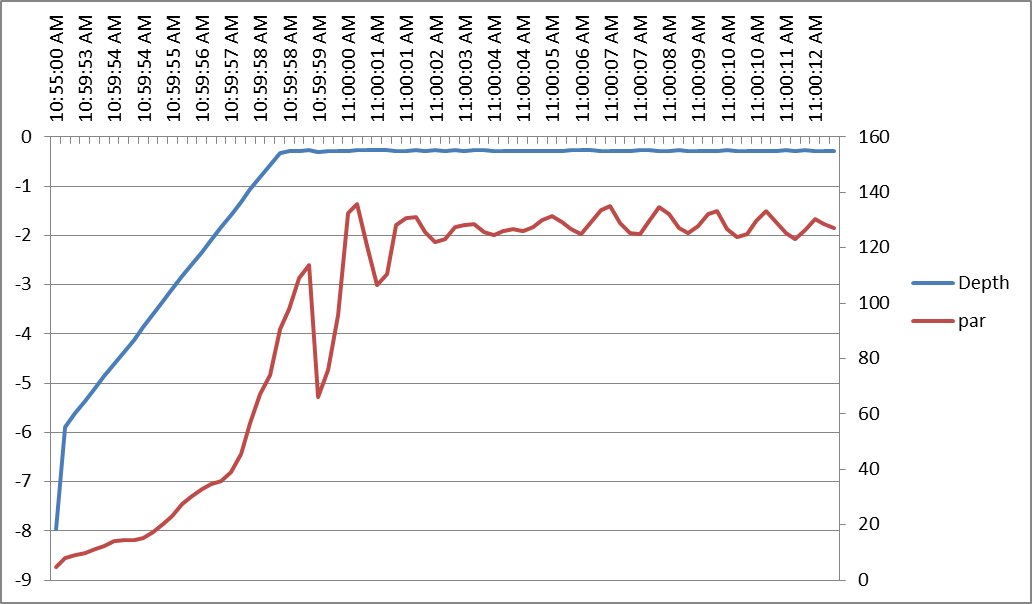 10:55:00 AM
10:59:53 AM
10:59:54 AM
10:59:54 AM
10:59:55 AM
10:59:56 AM
10:59:57 AM
10:59:58 AM
10:59:58 AM
10:59:59 AM
11:00:00 AM
11:00:01 AM
11:00:01 AM
11:00:02 AM
11:00:03 AM
11:00:04 AM
11:00:04 AM
11:00:05 AM
11:00:06 AM
11:00:07 AM
11:00:07 AM
11:00:08 AM
11:00:09 AM
11:00:10 AM
11:00:10 AM
11:00:11 AM
11:00:12 AM
0
-1
-2
-3
-4
-5
-6
-7
-8
-9
160
140
120
100
80
60
40
20
0
Depth
par